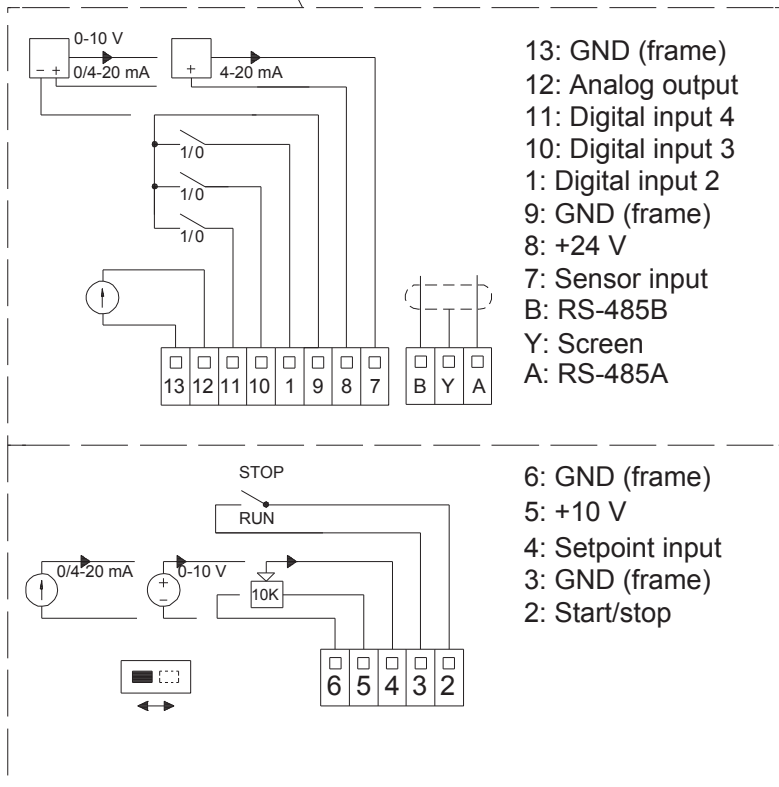 0-10 V
- +
0/4-20 mA
+
4-20 mA
1/0
1/0
1/0
13 12 11 10 1 9 8 7
B Y A
13: GND (frame)
12: Analog output
11: Digital input 4
10: Digital input 3
1: Digital input 2
9: GND (frame)
8: +24 V
7: Sensor input
B: RS-485B
Y: Screen
A: RS-485A
STOP
RUN
0/4-20 mA
0-10 V
+
-
10K
6 5 4 3 2
6: GND (frame)
5: +10 V
4: Setpoint input
3: GND (frame)
2: Start/stop